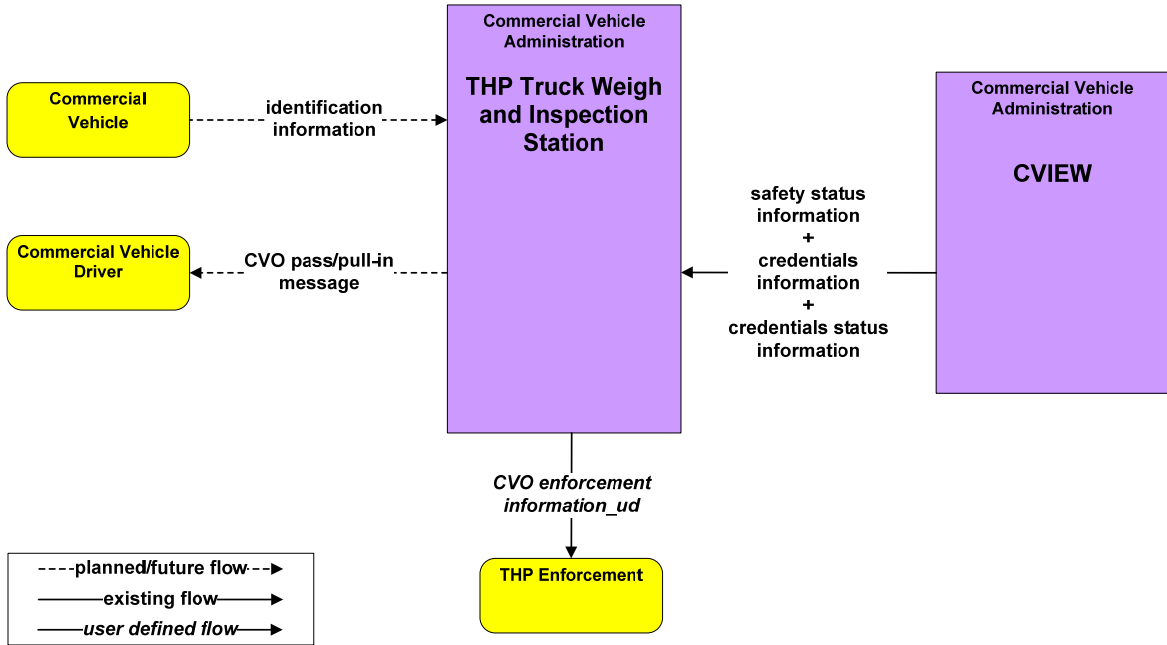 Commercial Vehicle
Administration
THP Truck Weigh
and Inspection
Station
Commercial Vehicle
Administration
CVIEW
Commercial
Vehicle
identification
information
Commercial Vehicle
Driver
CVO pass/pull-in
message
safety status
information
+
credentials
information
+
credentials status
information
CVO enforcement
information_ud
THP Enforcement
planned/future flow
existing flow
user defined flow